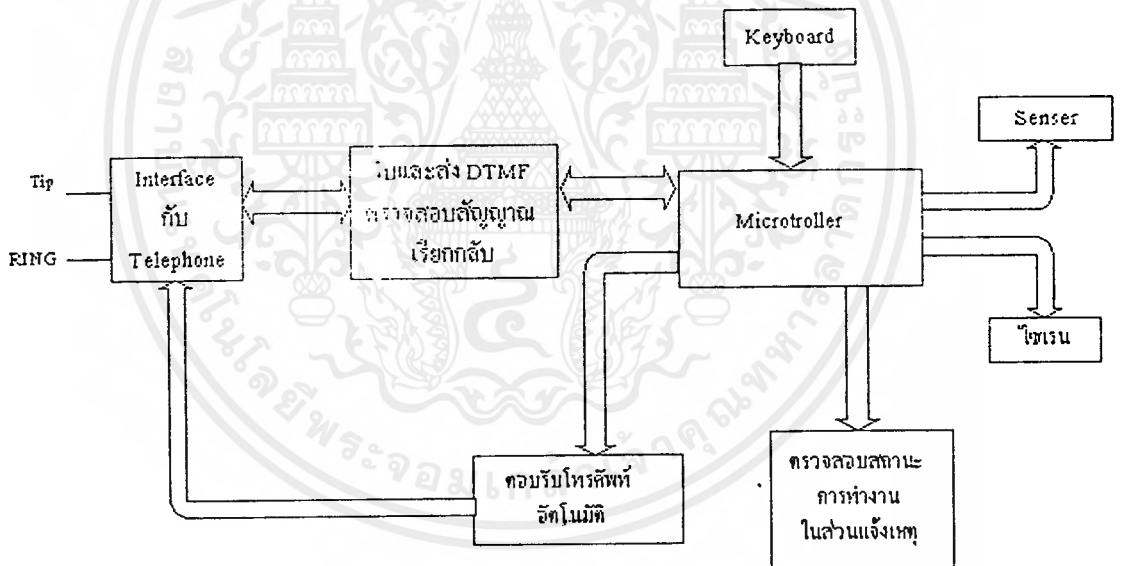 Keyboard
Senser
Tip
RING
Interface
กับ
Telephone
รับและส่ง DTMF
ตรวจสอบสัญญาณ
เรียกกลับ
Microtroller
ไซเรน
ตอบรับโทรศัพท์
อัตโนมัติ
ตรวจสอบสถานะ
การทำงาน
ในส่วนแจ้งเหตุ